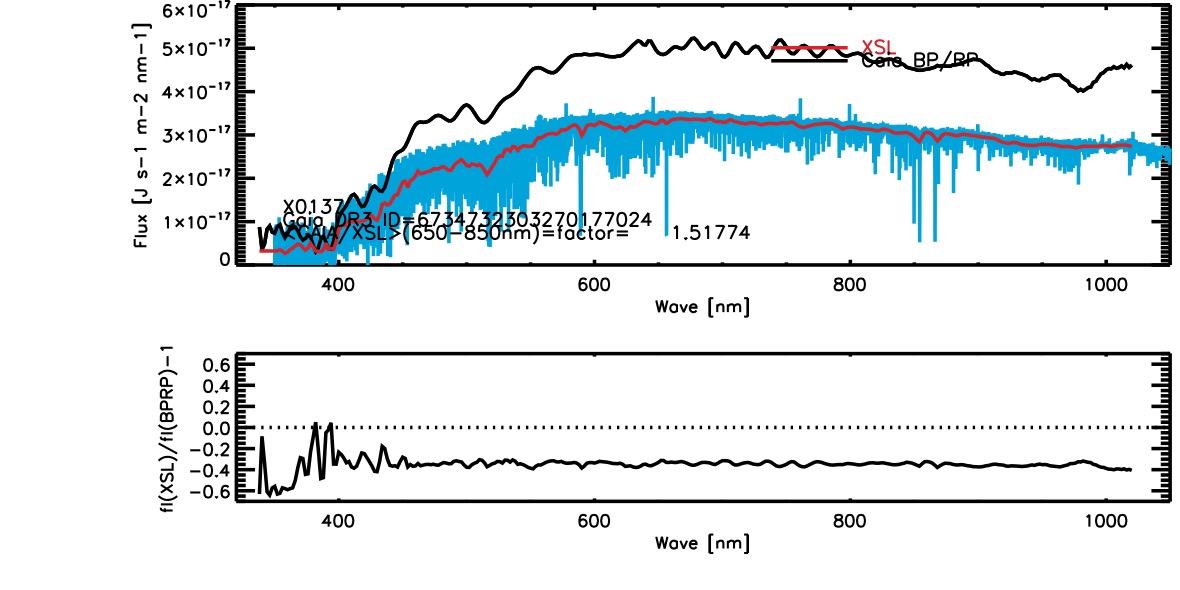 6×10−17
5×10−17
4×10−17
3×10−17
2×10−17
1×10−17
0
Flux [J s−1 m−2 nm−1]
XSL
Gaia BP/RP
X0137
Gaia DR3 ID=6734732303270177024
<GAIA/XSL>(650−850nm)=factor= 1.51774
400 600 800 1000
Wave [nm]
0.6
0.4
0.2
0.0
−0.2
−0.4
−0.6
fl(XSL)/fl(BPRP)−1
400 600 800 1000
Wave [nm]